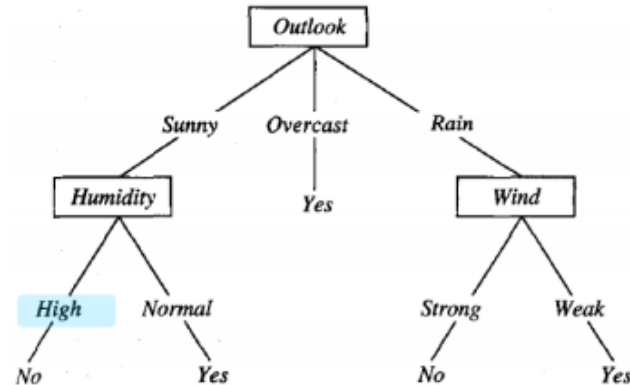 Outlook
Sunny Overcast Rain
Humidity Yes Wind
High Normal Strong Weak
No Yes No Yes